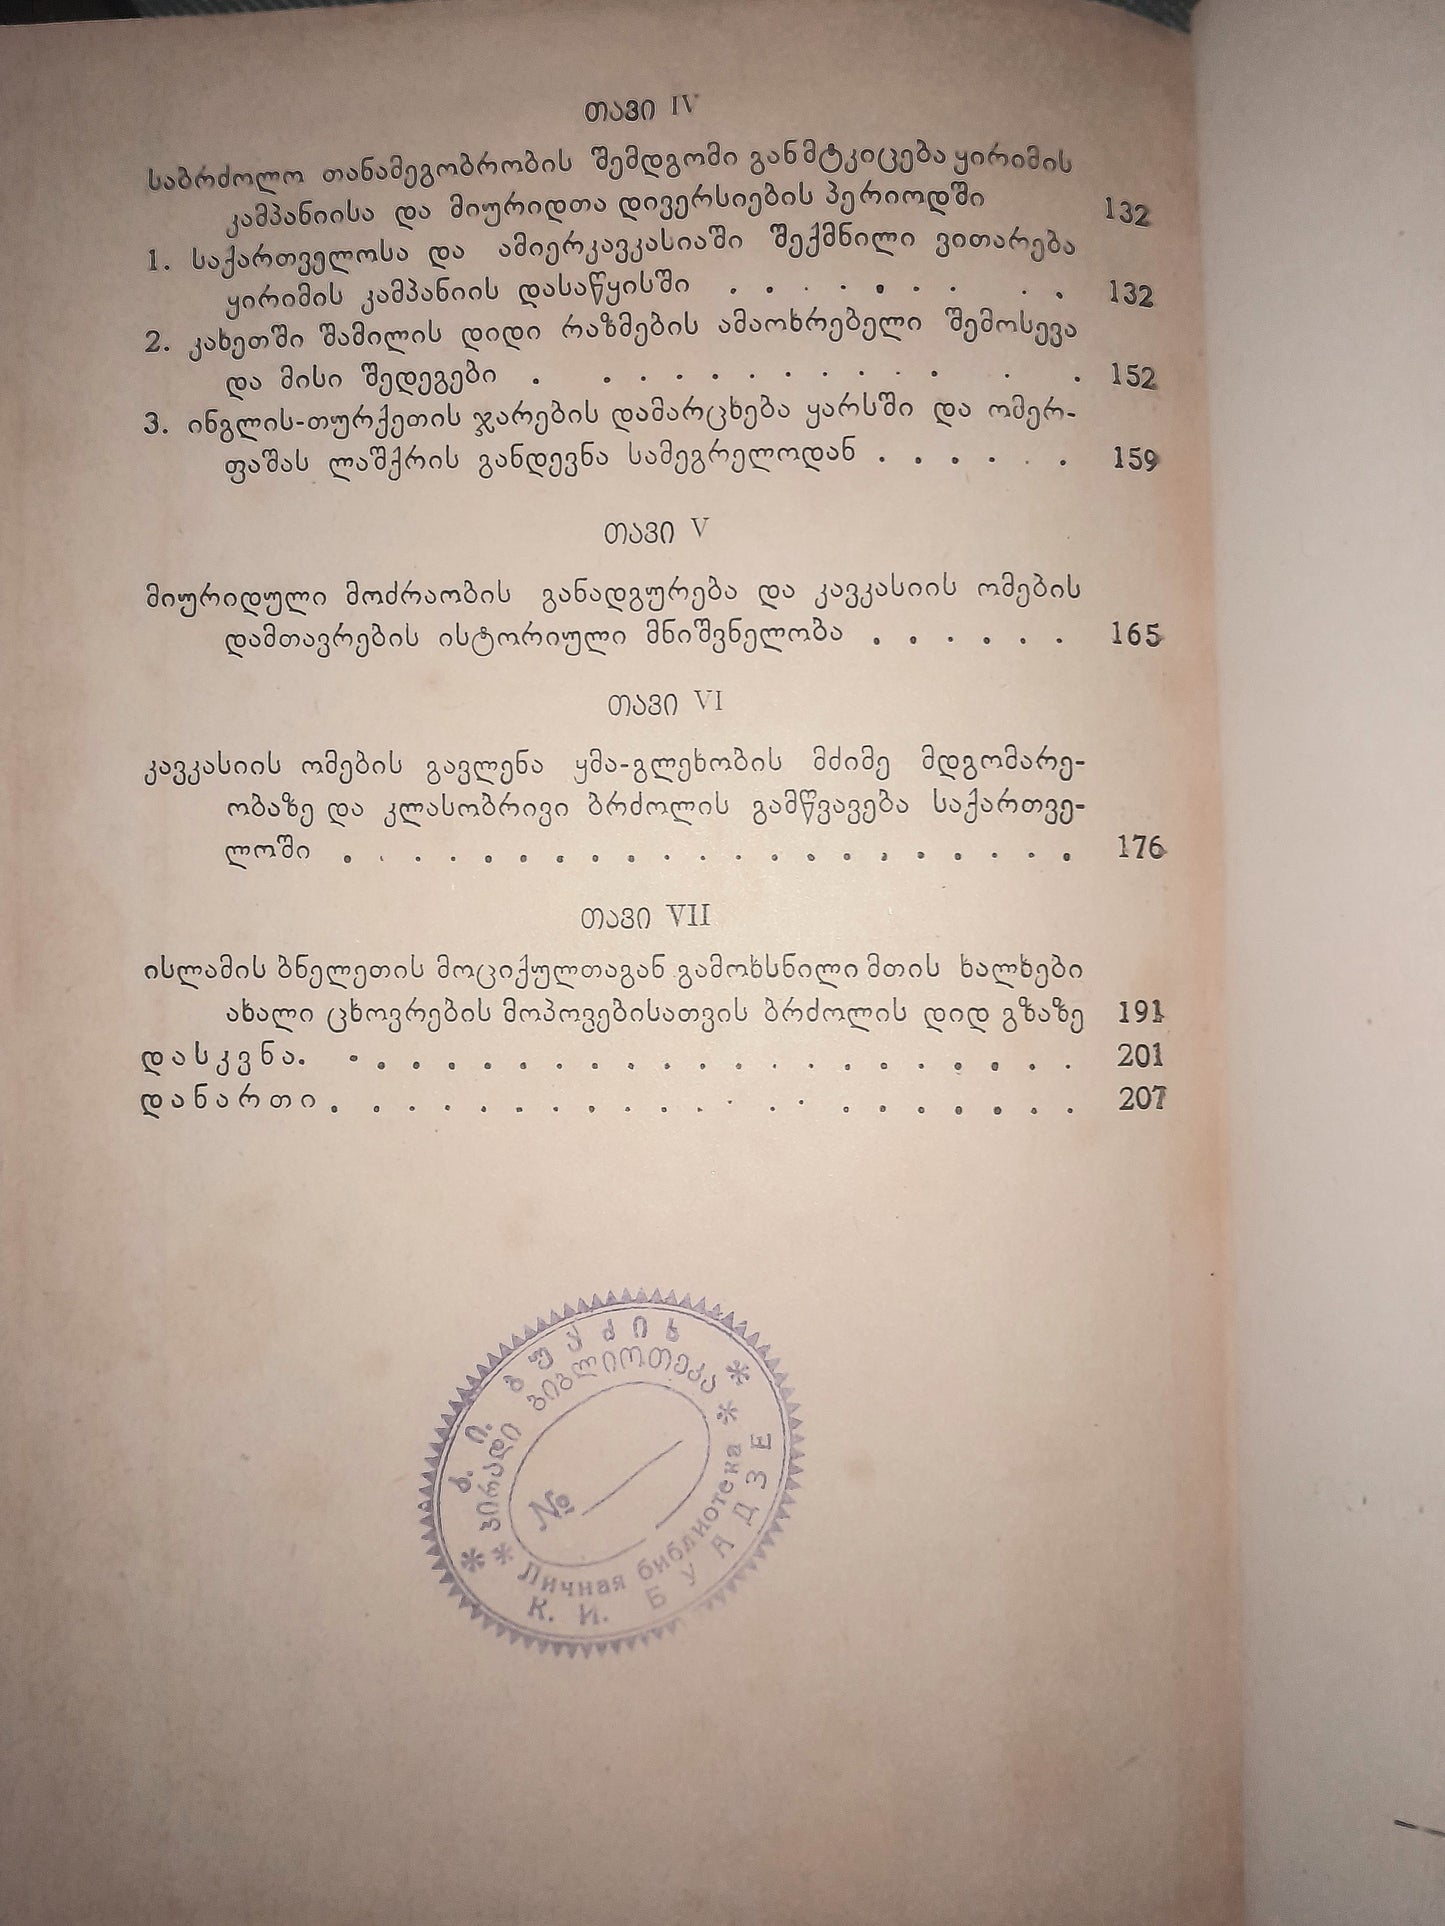 თავი IV
საბრძოლო თანამეგობრობის შემდგომი განმტკიცება ყირიმის
კამპანიისა და მიურიდთა დივერსიების პერიოდში 132
1. საქართველოსა და ამიერკავკასიაში შექმნილი ვითარება
ყირიმის კამპანიის დასაწყისში . . . . . . . . . 132
2. კახეთში შამილის დიდი რაზმების ამაოხრებელი შემოსევა
და მისი შედეგები . . . . . . . . . . . . . 152
3. ინგლის-თურქეთის ჯარების დამარცხება ყარსში და ომერ-
ფაშას ლაშქრის განდევნა სამეგრელოდან . . . . . . 159
თავი V
მიურიდული მოძრაობის განადგურება და კავკასიის ომების
დამთავრების ისტორიული მნიშვნელობა . . . . . . 165
თავი VI
კავკასიის ომების გავლენა ყმა-გლეხობის მძიმე მდგომარე-
ობაზე და კლასობრივი ბრძოლის გამწვავება საქართვე-
ლოში . . . . . . . . . . . . . . . . . . . . . 176
თავი VII
ისლამის ბნელეთის მოციქულთაგან გამოხსნილი მთის ხალხები
ახალი ცხოვრების მოპოვებისათვის ბრძოლის დიდ გზაზე 191
დასკვნა. . . . . . . . . . . . . . . . . . . . . . 201
დანართი . . . . . . . . . . . . . . . . . . . . . 207
პირადი ბიბლიოთეკა
№
Личная библиотека
К. И. БУАДЗЕ